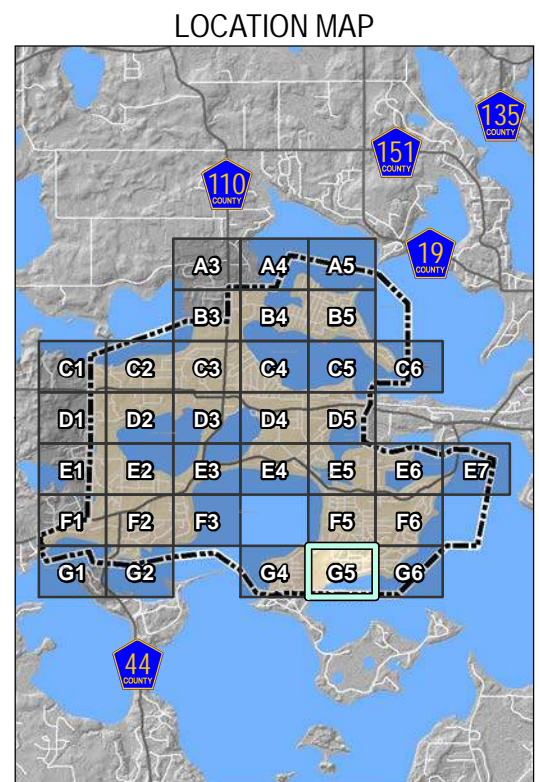 LOCATION MAP
135
COUNTY
151
COUNTY
110
COUNTY
19
COUNTY
A3 A4 A5
B3 B4 B5
C1 C2 C3 C4 C5 C6
D1 D2 D3 D4 D5
E1 E2 E3 E4 E5 E6 E7
F1 F2 F3 F5 F6
G1 G2 G4 G5 G6
44
COUNTY